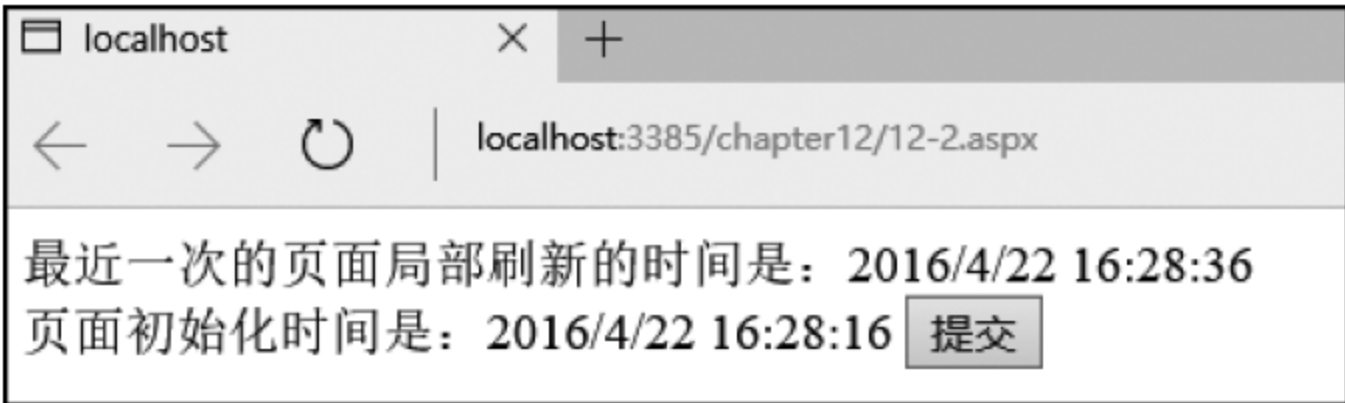 localhost
localhost:3385/chapter12/12-2.aspx
最近一次的页面局部刷新的时间是：2016/4/22 16:28:36
页面初始化时间是：2016/4/22 16:28:16 提交